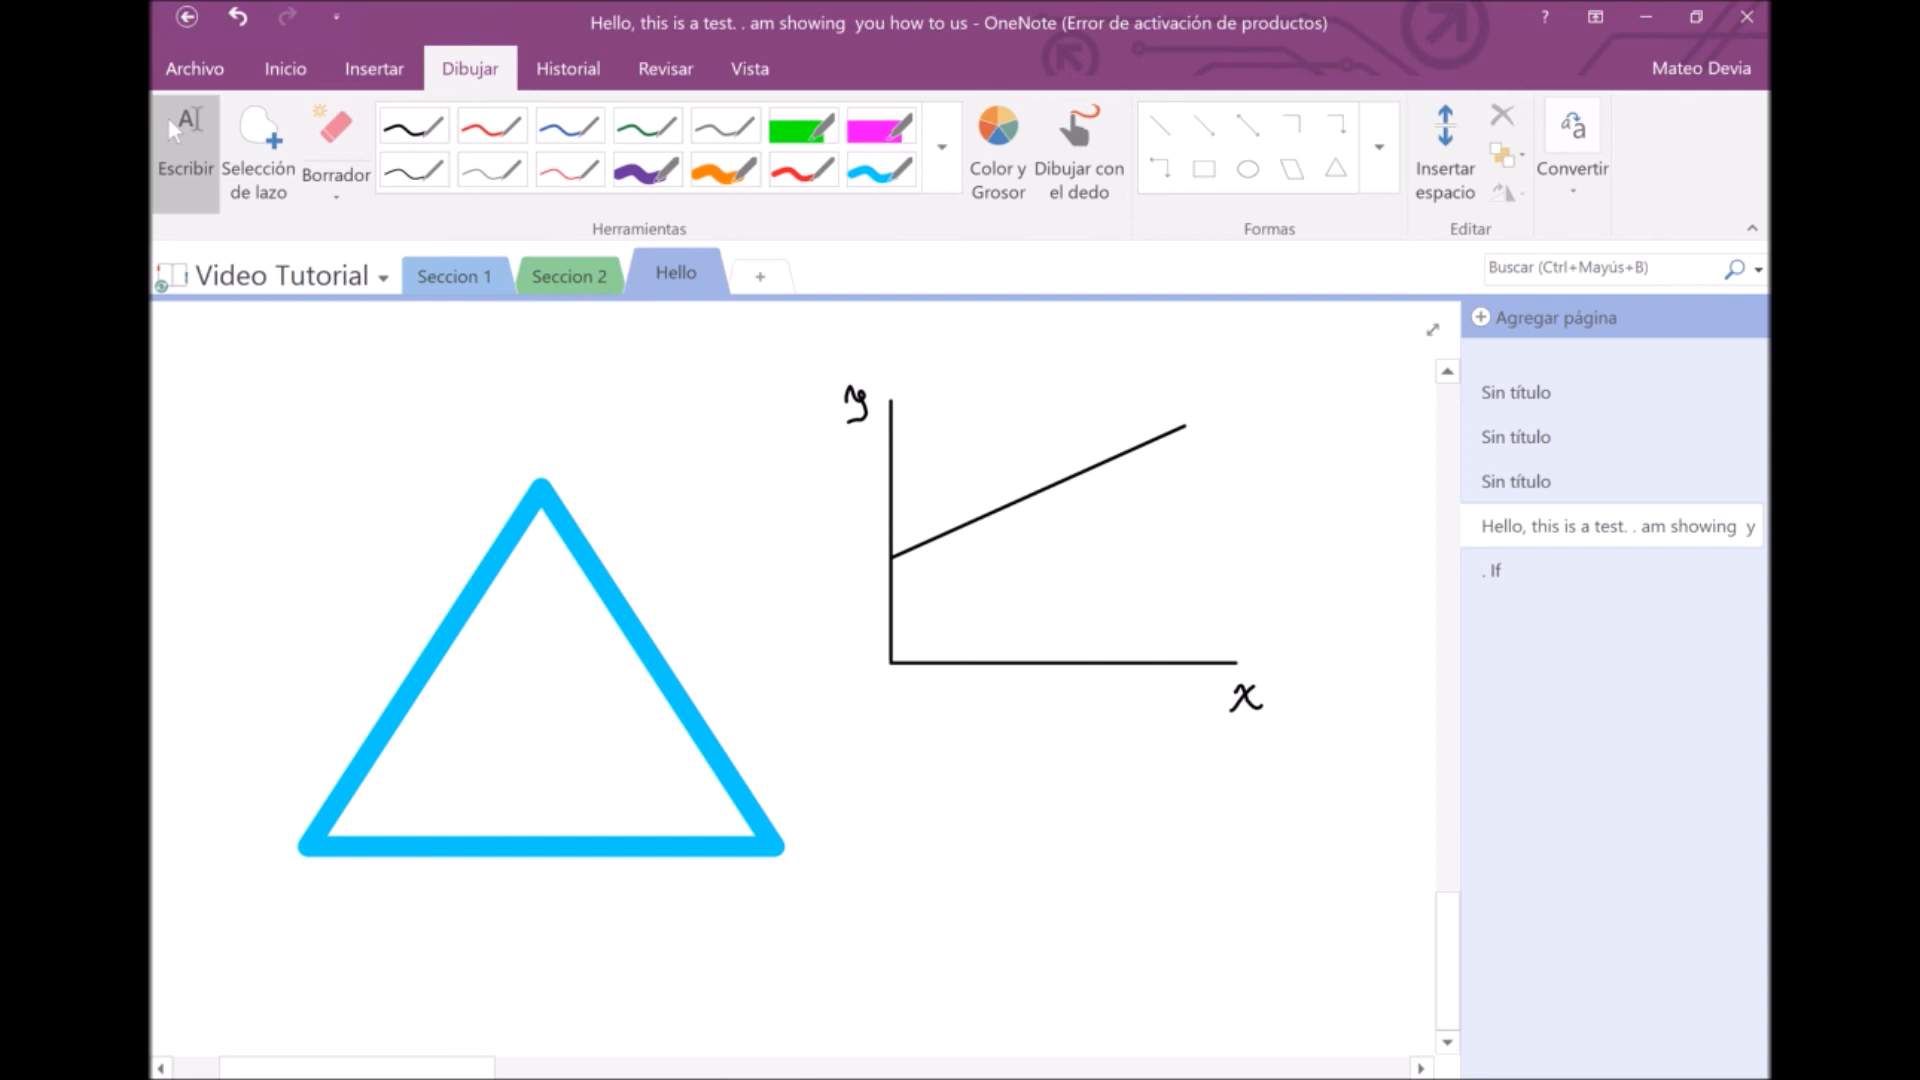 Hello, this is a test. . am showing  you how to us - OneNote (Error de activación de productos)
?
Archivo Inicio Insertar Dibujar Historial Revisar Vista Mateo Devia
Escribir Selección de lazo Borrador Color y Grosor Dibujar con el dedo Insertar espacio Convertir
Herramientas Formas Editar
Video Tutorial Seccion 1 Seccion 2 Hello + Buscar (Ctrl+Mayús+B)
Agregar página
Sin título
Sin título
Sin título
Hello, this is a test. . am showing  y
. If
y
x